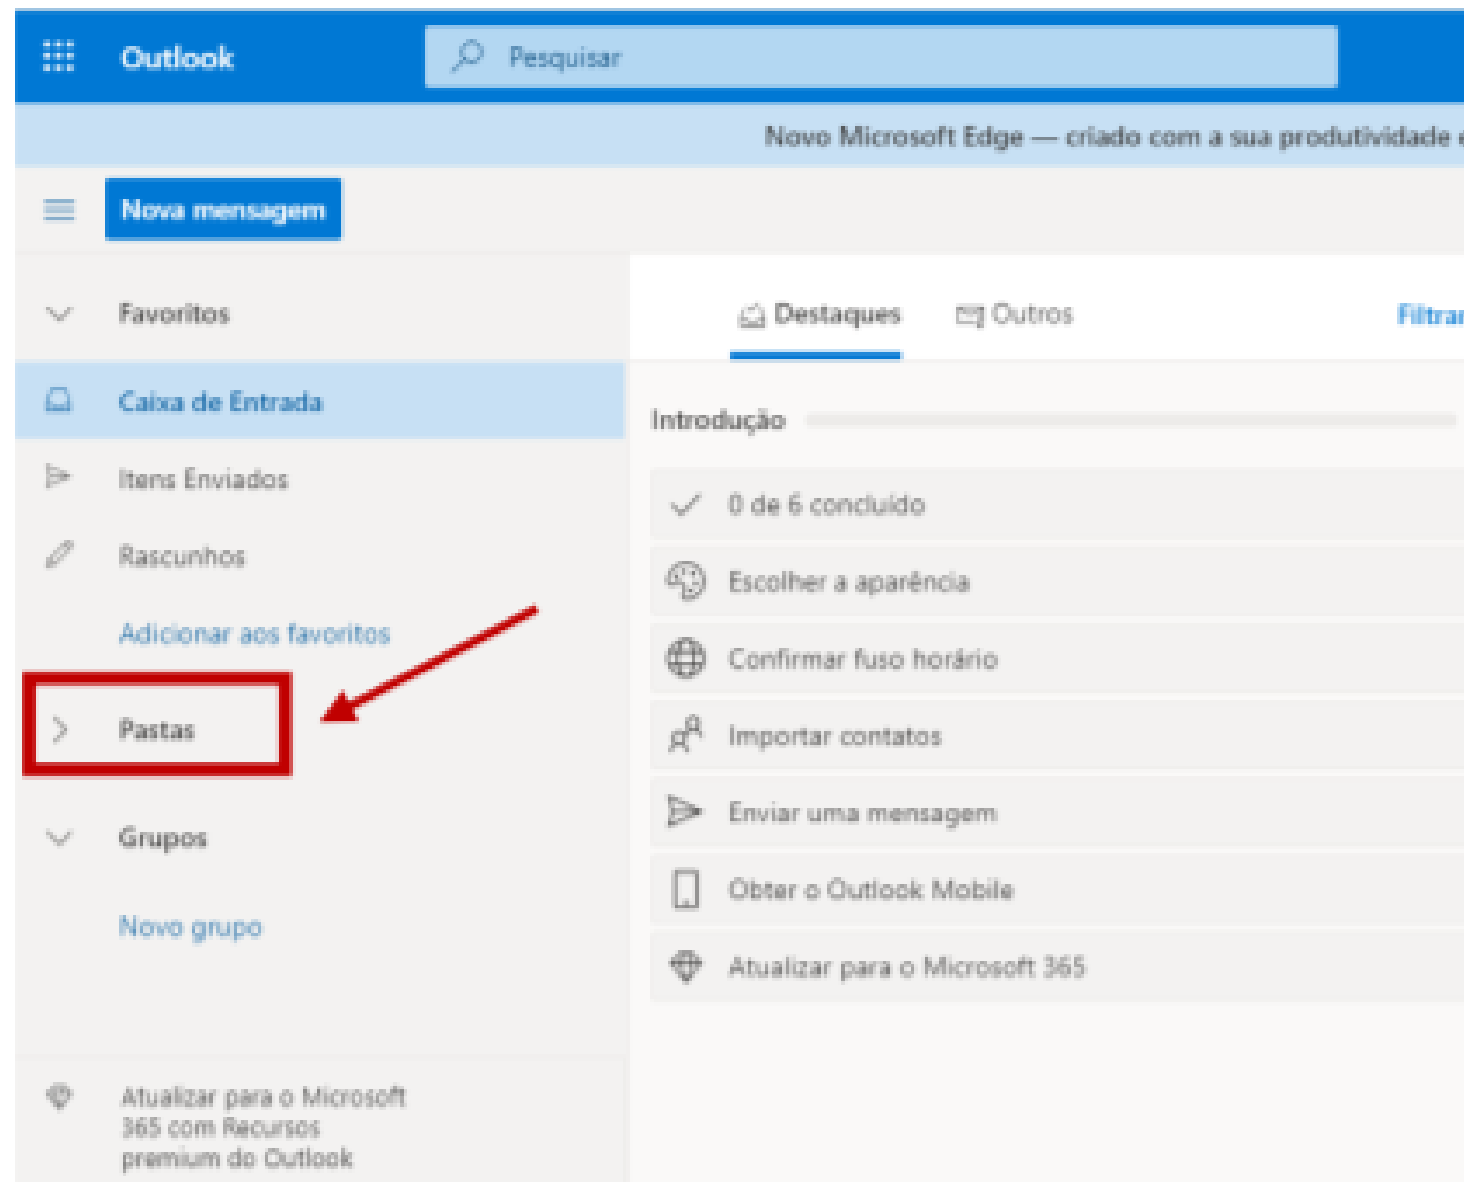 Outlook
Pesquisar
Novo Microsoft Edge — criado com a sua produtividade
Nova mensagem
Favoritos
Destaques
Outros
Filtrar
Caixa de Entrada
Itens Enviados
Rascunhos
Adicionar aos favoritos
Pastas
Grupos
Novo grupo
Atualizar para o Microsoft
365 com Recursos
premium do Outlook
Introdução
0 de 6 concluído
Escolher a aparência
Confirmar fuso horário
Importar contatos
Enviar uma mensagem
Obter o Outlook Mobile
Atualizar para o Microsoft 365